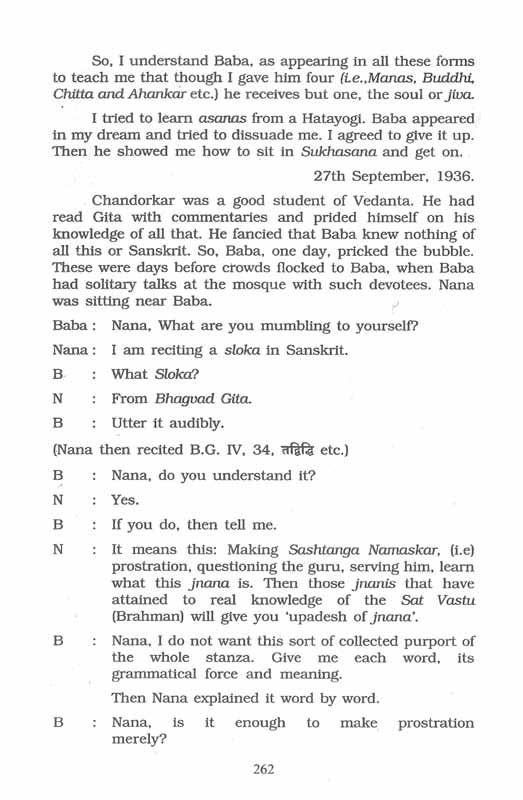 So, I understand Baba, as appearing in all these forms
to teach me that though I gave him four (i.e.,Manas, Buddhi,
Chitta and Ahankar etc.) he receives but one, the soul or jiva.
I tried to learn asanas from a Hatayogi. Baba appeared
in my dream and tried to dissuade me. I agreed to give it up.
Then he showed me how to sit in Sukhasana and get on.
27th September, 1936.
Chandorkar was a good student of Vedanta. He had
read Gita with commentaries and prided himself on his
knowledge of all that. He fancied that Baba knew nothing of
all this or Sanskrit. So, Baba, one day, pricked the bubble.
These were days before crowds flocked to Baba, when Baba
had solitary talks at the mosque with such devotees. Nana
was sitting near Baba.
Baba : Nana, What are you mumbling to yourself?
Nana : I am reciting a sloka in Sanskrit.
B : What Sloka?
N : From Bhagvad Gita.
B : Utter it audibly.
(Nana then recited B.G. IV, 34, तद्विद्धि etc.)
B : Nana, do you understand it?
N : Yes.
B : If you do, then tell me.
N : It means this: Making Sashtanga Namaskar, (i.e)
prostration, questioning the guru, serving him, learn
what this jnana is. Then those jnanis that have
attained to real knowledge of the Sat Vastu
(Brahman) will give you ‘upadesh of jnana’.
B : Nana, I do not want this sort of collected purport of
the whole stanza. Give me each word, its
grammatical force and meaning.
Then Nana explained it word by word.
B : Nana, is it enough to make prostration
merely?
262